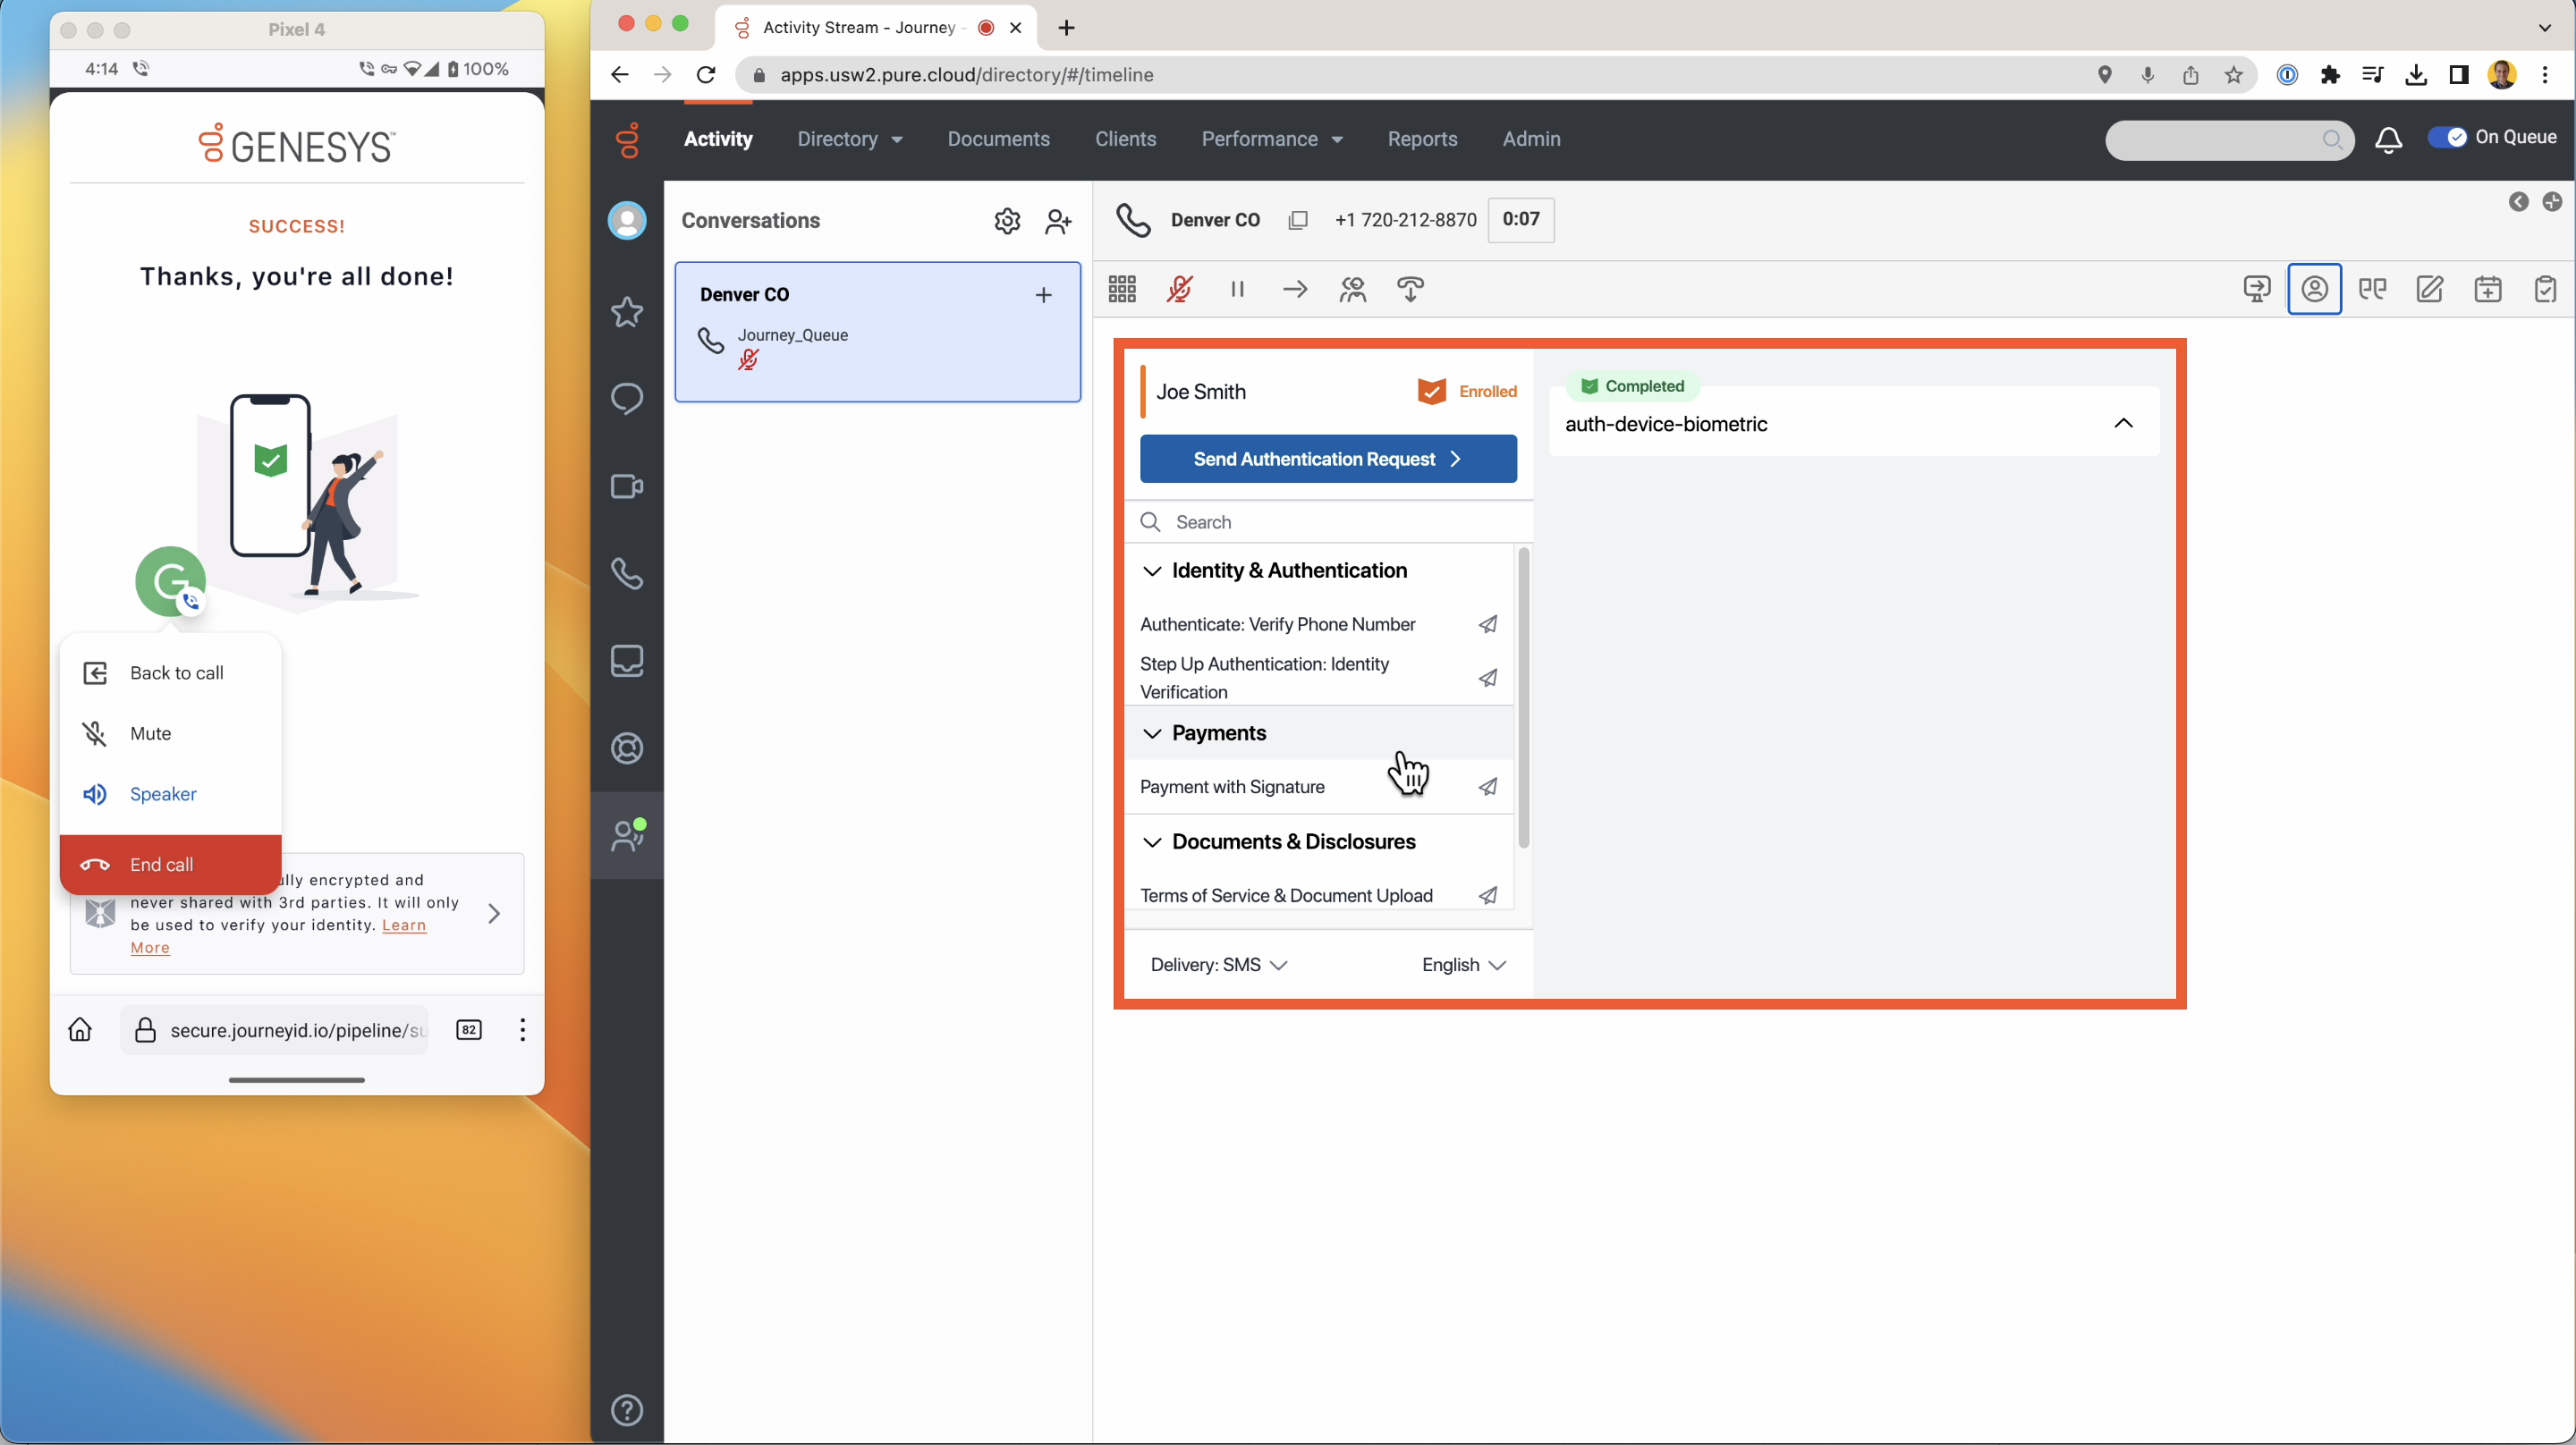 Pixel 4
4:14
100%
GENESYS™
SUCCESS!
Thanks, you're all done!
G
Back to call
Mute
Speaker
End call
lly encrypted and
never shared with 3rd parties. It will only
be used to verify your identity. Learn
More
secure.journeyid.io/pipeline/su
82
Activity Stream - Journey -
apps.usw2.pure.cloud/directory/#/timeline
Activity
Directory
Documents
Clients
Performance
Reports
Admin
On Queue
Conversations
Denver CO
Journey_Queue
Denver CO
+1 720-212-8870
0:07
Joe Smith
Enrolled
Send Authentication Request
Search
Identity & Authentication
Authenticate: Verify Phone Number
Step Up Authentication: Identity
Verification
Payments
Payment with Signature
Documents & Disclosures
Terms of Service & Document Upload
Delivery: SMS
English
Completed
auth-device-biometric